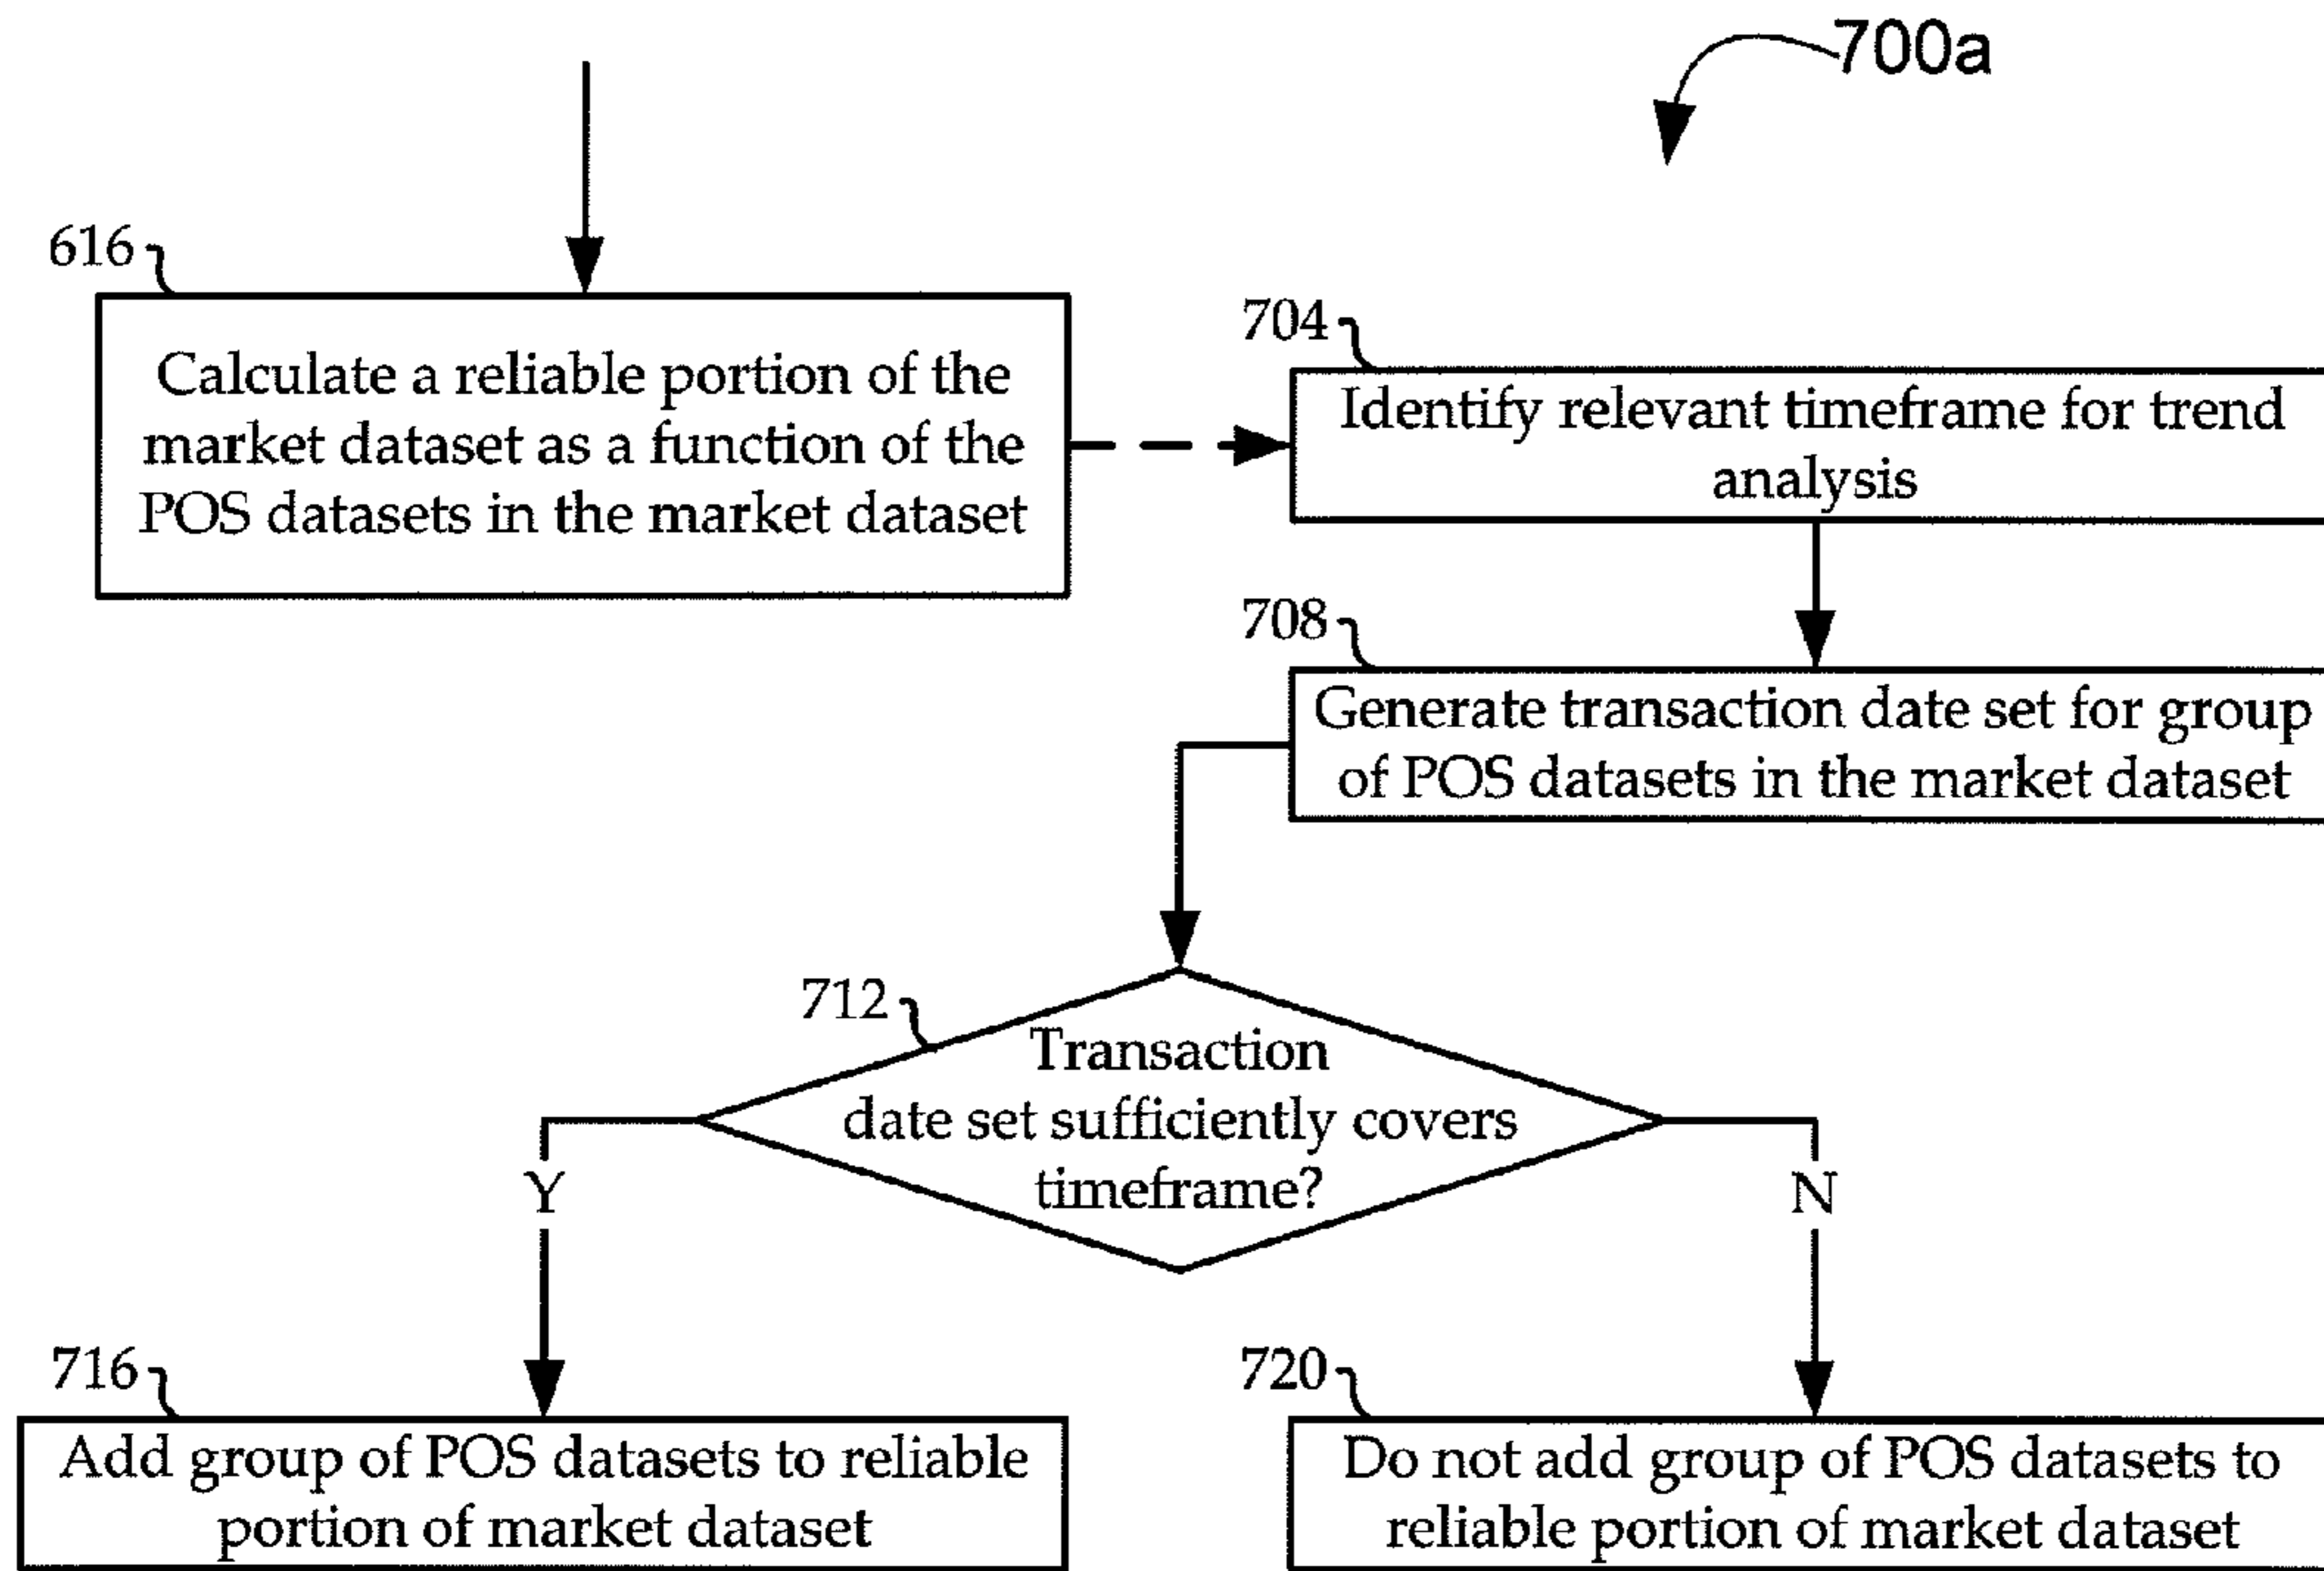 700a
616
Calculate a reliable portion of the
market dataset as a function of the
POS datasets in the market dataset
704
Identify relevant timeframe for trend
analysis
708
Generate transaction date set for group
of POS datasets in the market dataset
712
Transaction
date set sufficiently covers
timeframe?
Y
N
716
Add group of POS datasets to reliable
portion of market dataset
720
Do not add group of POS datasets to
reliable portion of market dataset